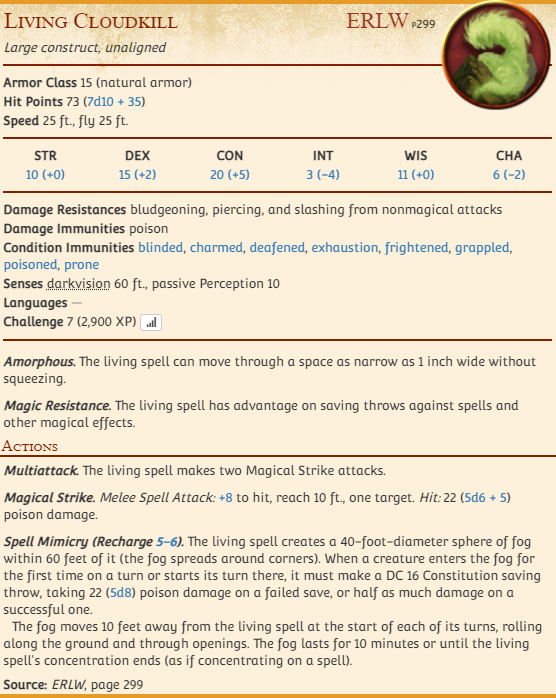 Living Cloudkill ERLW p299
Large construct, unaligned
Armor Class 15 (natural armor)
Hit Points 73 (7d10 + 35)
Speed 25 ft., fly 25 ft.
STR DEX CON INT WIS CHA
10 (+0) 15 (+2) 20 (+5) 3 (−4) 11 (+0) 6 (−2)
Damage Resistances bludgeoning, piercing, and slashing from nonmagical attacks
Damage Immunities poison
Condition Immunities blinded, charmed, deafened, exhaustion, frightened, grappled,
poisoned, prone
Senses darkvision 60 ft., passive Perception 10
Languages —
Challenge 7 (2,900 XP)
Amorphous. The living spell can move through a space as narrow as 1 inch wide without
squeezing.
Magic Resistance. The living spell has advantage on saving throws against spells and
other magical effects.
Actions
Multiattack. The living spell makes two Magical Strike attacks.
Magical Strike. Melee Spell Attack: +8 to hit, reach 10 ft., one target. Hit: 22 (5d6 + 5)
poison damage.
Spell Mimicry (Recharge 5–6). The living spell creates a 40-foot-diameter sphere of fog
within 60 feet of it (the fog spreads around corners). When a creature enters the fog for
the first time on a turn or starts its turn there, it must make a DC 16 Constitution saving
throw, taking 22 (5d8) poison damage on a failed save, or half as much damage on a
successful one.
The fog moves 10 feet away from the living spell at the start of each of its turns, rolling
along the ground and through openings. The fog lasts for 10 minutes or until the living
spell's concentration ends (as if concentrating on a spell).
Source: ERLW, page 299